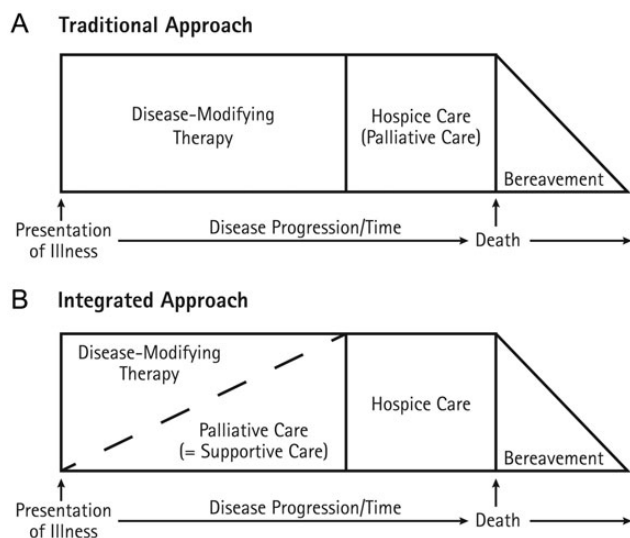 A Traditional Approach
Disease-Modifying
Therapy
Hospice Care
(Palliative Care)
Bereavement
Presentation
of Illness
Disease Progression/Time
Death
B Integrated Approach
Disease-Modifying
Therapy
Palliative Care
(= Supportive Care)
Hospice Care
Bereavement
Presentation
of Illness
Disease Progression/Time
Death